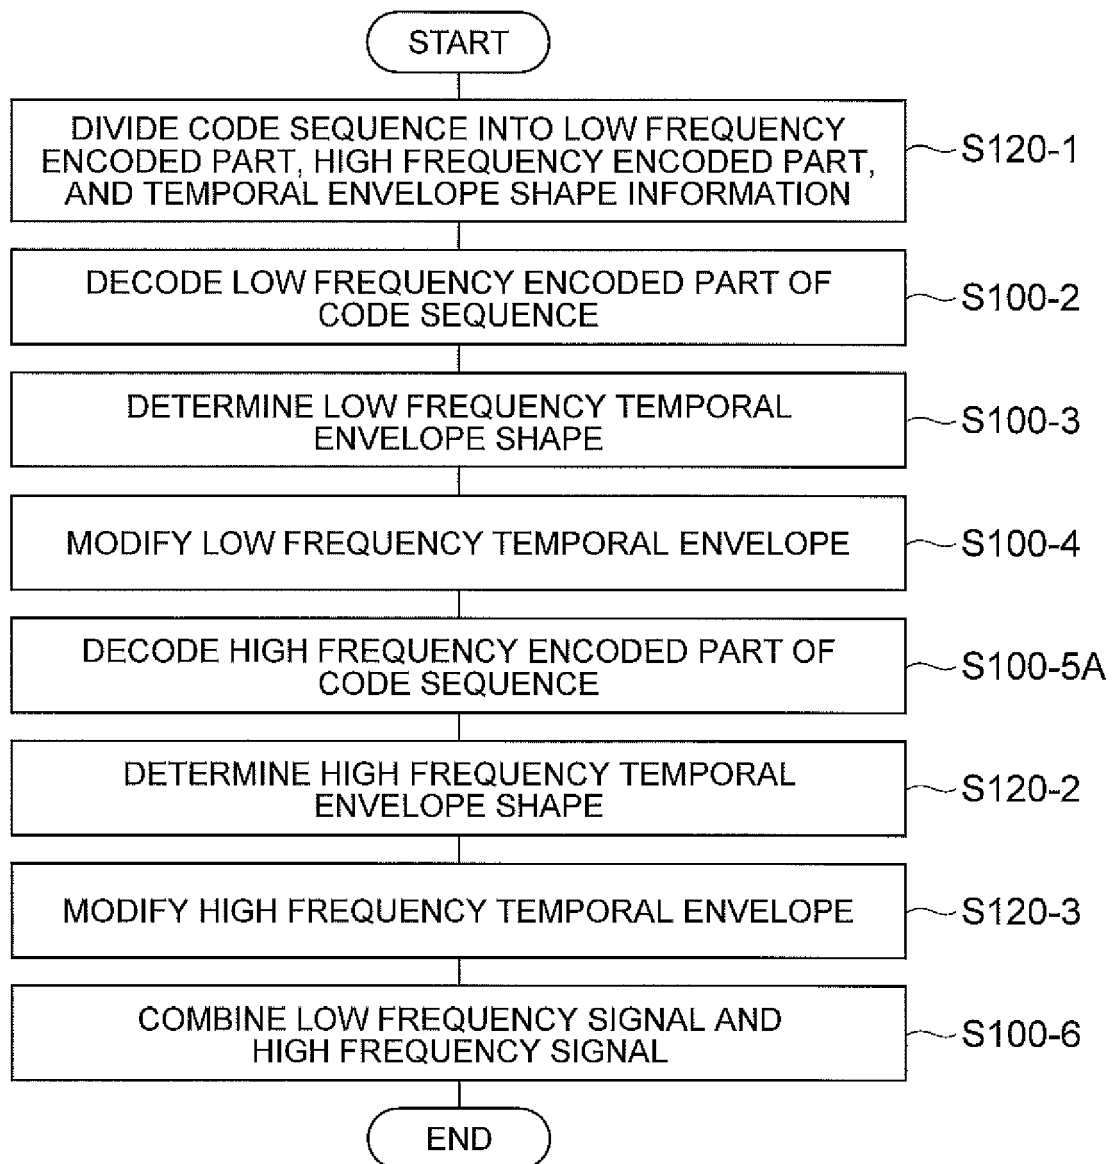 START
DIVIDE CODE SEQUENCE INTO LOW FREQUENCY
ENCODED PART, HIGH FREQUENCY ENCODED PART,
AND TEMPORAL ENVELOPE SHAPE INFORMATION
S120-1
DECODE LOW FREQUENCY ENCODED PART OF
CODE SEQUENCE
S100-2
DETERMINE LOW FREQUENCY TEMPORAL
ENVELOPE SHAPE
S100-3
MODIFY LOW FREQUENCY TEMPORAL ENVELOPE
S100-4
DECODE HIGH FREQUENCY ENCODED PART OF
CODE SEQUENCE
S100-5A
DETERMINE HIGH FREQUENCY TEMPORAL
ENVELOPE SHAPE
S120-2
MODIFY HIGH FREQUENCY TEMPORAL ENVELOPE
S120-3
COMBINE LOW FREQUENCY SIGNAL AND
HIGH FREQUENCY SIGNAL
S100-6
END